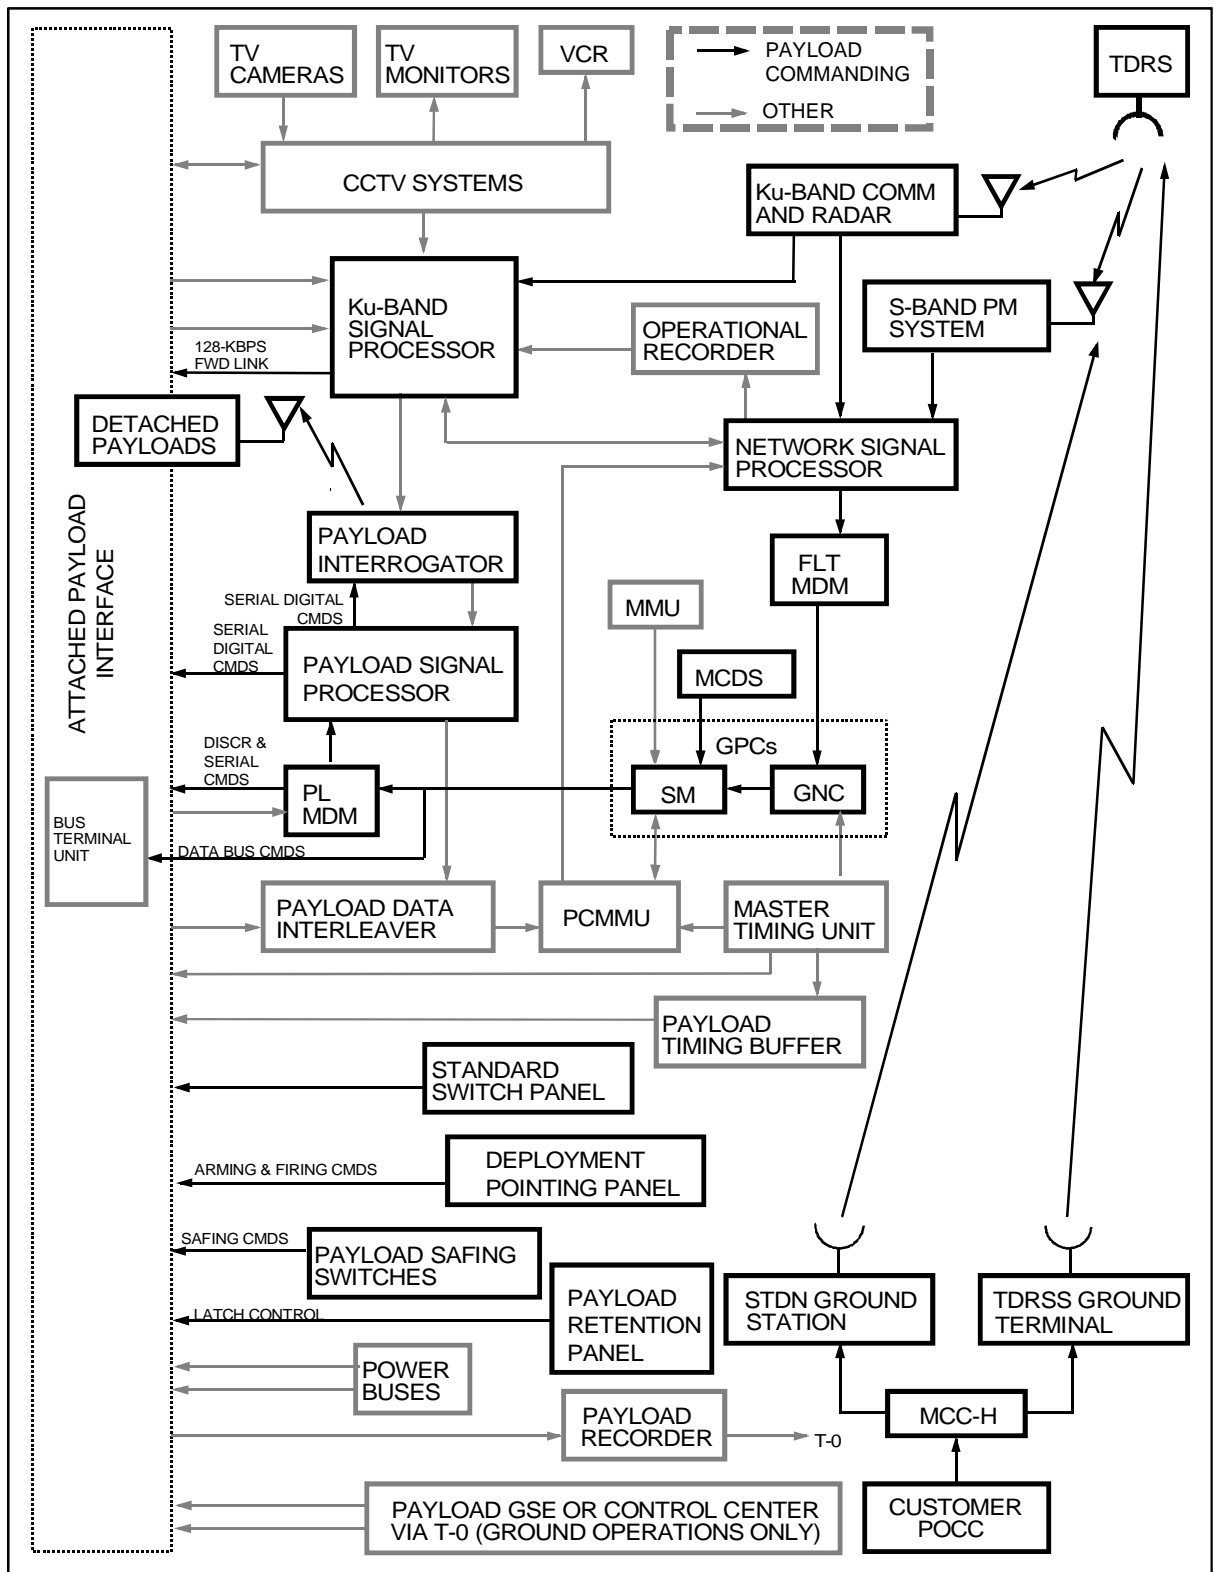 TV
CAMERAS
TV
MONITORS
VCR
PAYLOAD
COMMANDING
OTHER
TDRS
CCTV SYSTEMS
Ku-BAND COMM
AND RADAR
Ku-BAND
SIGNAL
PROCESSOR
S-BAND PM
SYSTEM
OPERATIONAL
RECORDER
128-KBPS
FWD LINK
DETACHED
PAYLOADS
NETWORK SIGNAL
PROCESSOR
ATTACHED PAYLOAD
INTERFACE
PAYLOAD
INTERROGATOR
FLT
MDM
SERIAL DIGITAL
CMDS
MMU
SERIAL
DIGITAL
CMDS
PAYLOAD SIGNAL
PROCESSOR
MCDS
GPCs
DISCR &
SERIAL
CMDS
PL
MDM
SM
GNC
BUS
TERMINAL
UNIT
DATA BUS CMDS
PAYLOAD DATA
INTERLEAVER
PCMMU
MASTER
TIMING UNIT
PAYLOAD
TIMING BUFFER
STANDARD
SWITCH PANEL
DEPLOYMENT
POINTING PANEL
ARMING & FIRING CMDS
SAFING CMDS
PAYLOAD SAFING
SWITCHES
LATCH CONTROL
PAYLOAD
RETENTION
PANEL
STDN GROUND
STATION
TDRSS GROUND
TERMINAL
POWER
BUSES
PAYLOAD
RECORDER
T-0
MCC-H
PAYLOAD GSE OR CONTROL CENTER
VIA T-0 (GROUND OPERATIONS ONLY)
CUSTOMER
POCC